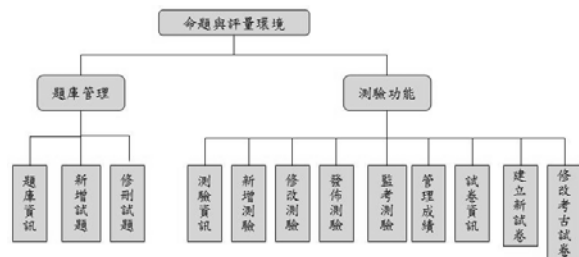 命題與評量環境
題庫管理
測驗功能
題庫資訊
新增試題
修刪試題
測驗資訊
新增測驗
修改測驗
發佈測驗
監考測驗
管理成績
試卷資訊
建立新試卷
修改考古試卷